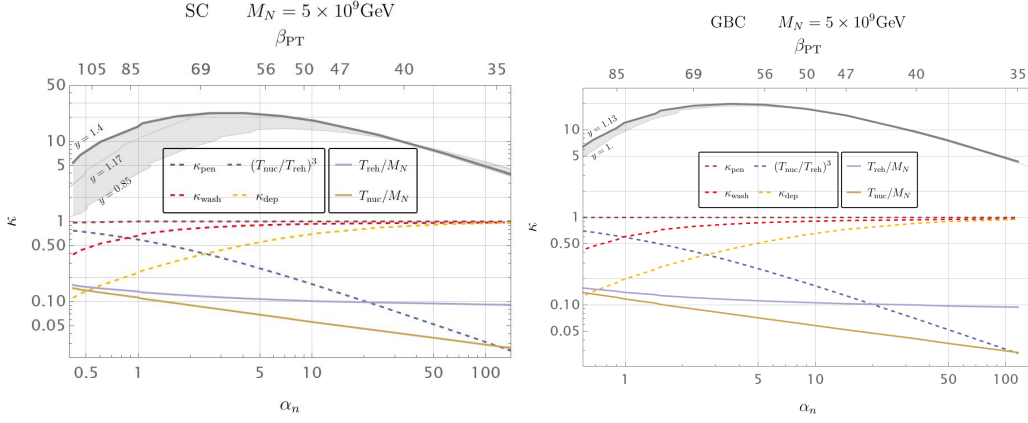 SC M_N = 5 × 10^9 GeV
β_PT
105 85 69 56 50 47 40 35
50
10
5
1
0.50
0.10
0.05
κ
y = 1.4
y = 1.17
y = 0.85
κ_pen (T_nuc/T_reh)^3 T_reh/M_N
κ_wash κ_dep T_nuc/M_N
0.5 1 5 10 50 100
α_n
GBC M_N = 5 × 10^9 GeV
β_PT
85 69 56 47 40 35
10
5
1
0.50
0.10
0.05
κ
y = 1.13
y = 1.
κ_pen (T_nuc/T_reh)^3 T_reh/M_N
κ_wash κ_dep T_nuc/M_N
1 5 10 50 100
α_n